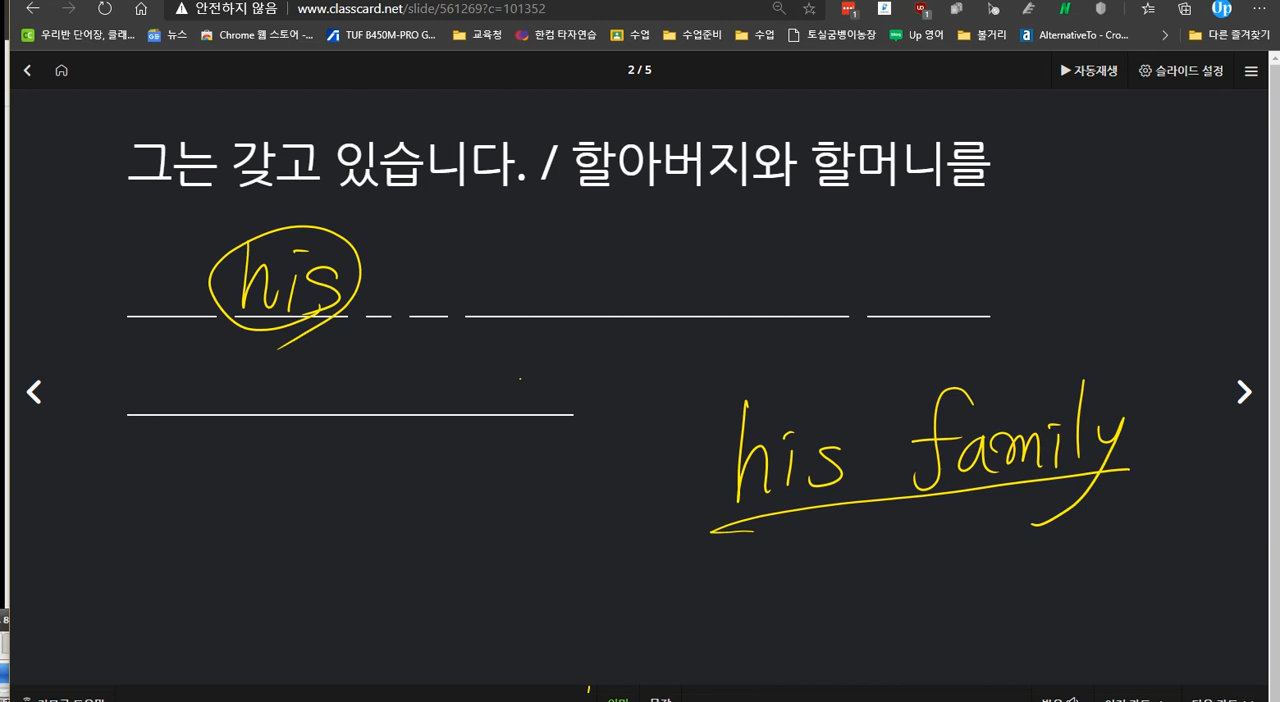 안전하지 않음 www.classcard.net/slide/561269?c=101352
우리반 단어장, 클래... 뉴스 Chrome 웹 스토어 -... TUF B450M-PRO G... 교육청 한컴 타자연습 수업 수업준비 수업 토실굼벵이농장 Up 영어 볼거리 AlternativeTo - Cro... 다른 즐겨찾기
2 / 5 자동재생 슬라이드 설정
그는 갖고 있습니다. / 할아버지와 할머니를
his
his family